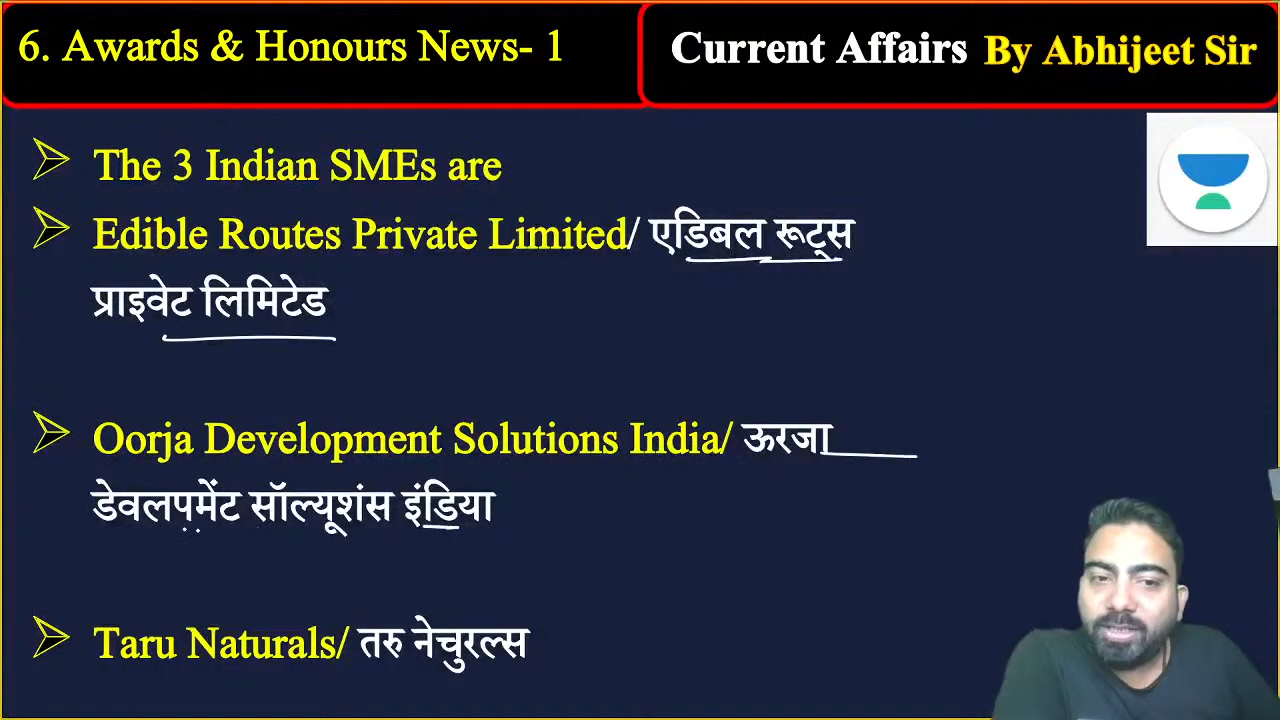 6. Awards & Honours News- 1
Current Affairs By Abhijeet Sir
The 3 Indian SMEs are
Edible Routes Private Limited/ एडिबल रूट्स
प्राइवेट लिमिटेड
Oorja Development Solutions India/ ऊरजा
डेवलपमेंट सॉल्यूशंस इंडिया
Taru Naturals/ तरु नेचुरल्स